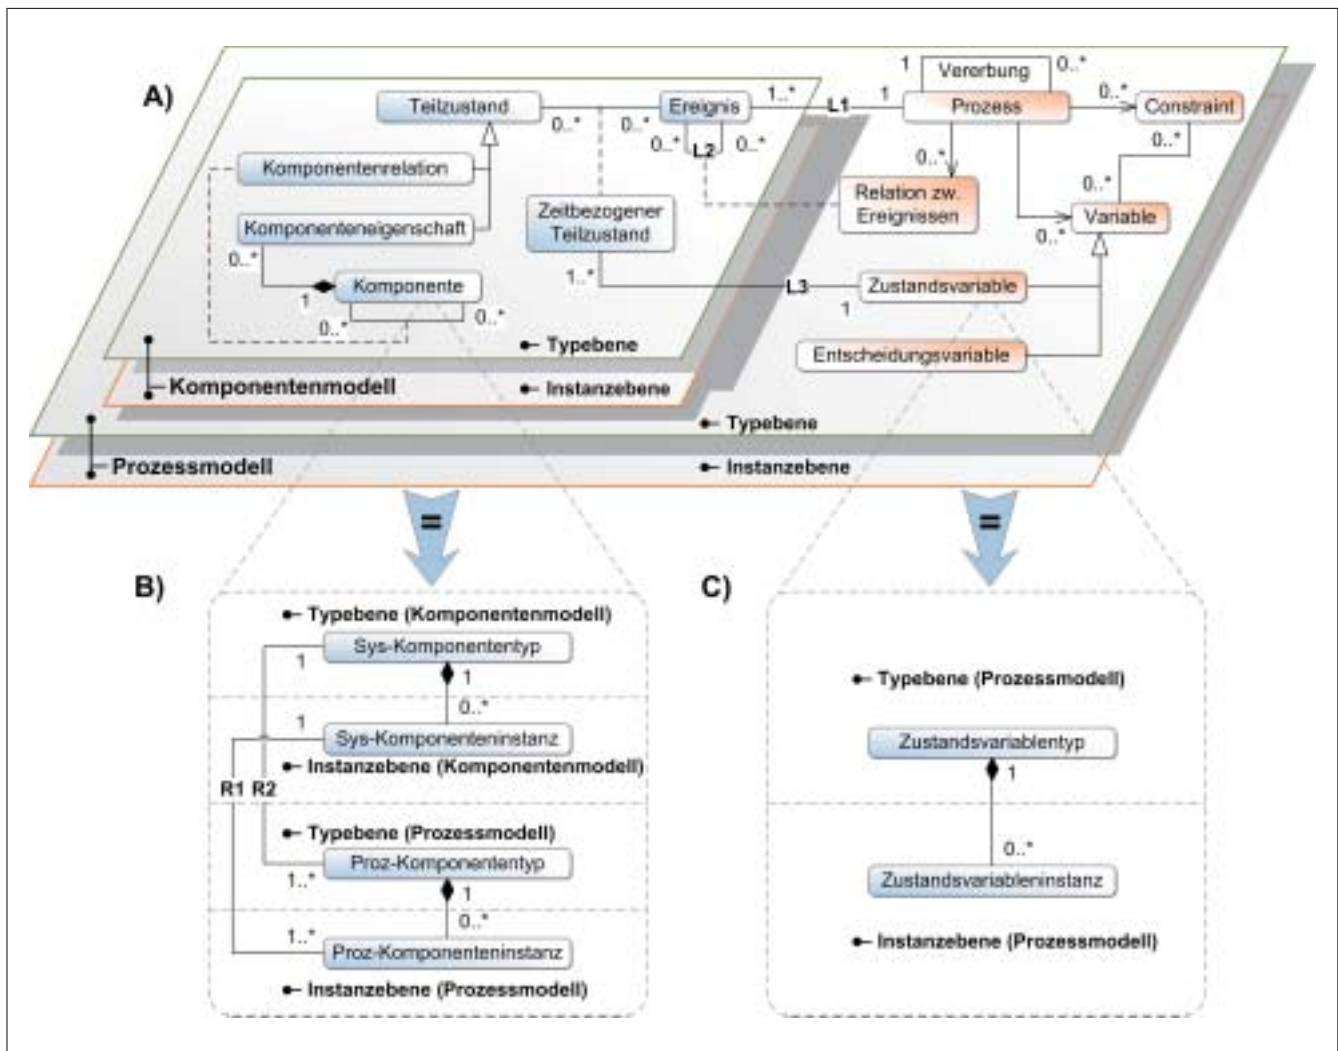 A)
1
Vererbung
0..*
Teilzustand
0..*
0..*
Ereignis
1..*
L1
1
Prozess
0..*
Constraint
0..*
L2
0..*
0..*
Komponentenrelation
0..*
Relation zw.
Ereignissen
0..*
Variable
0..*
Komponenteneigenschaft
Zeitbezogener
Teilzustand
0..*
1
Komponente
0..*
0..*
1..*
L3
1
Zustandsvariable
Entscheidungsvariable
Typebene
Komponentenmodell
Instanzebene
Typebene
Prozessmodell
Instanzebene
=
=
B)
Typebene (Komponentenmodell)
Sys-Komponententyp
1
1
0..*
1
Sys-Komponenteninstanz
Instanzebene (Komponentenmodell)
R1
R2
Typebene (Prozessmodell)
Proz-Komponententyp
1..*
1
0..*
1..*
Proz-Komponenteninstanz
Instanzebene (Prozessmodell)
C)
Typebene (Prozessmodell)
Zustandsvariablentyp
1
0..*
Zustandsvariableninstanz
Instanzebene (Prozessmodell)